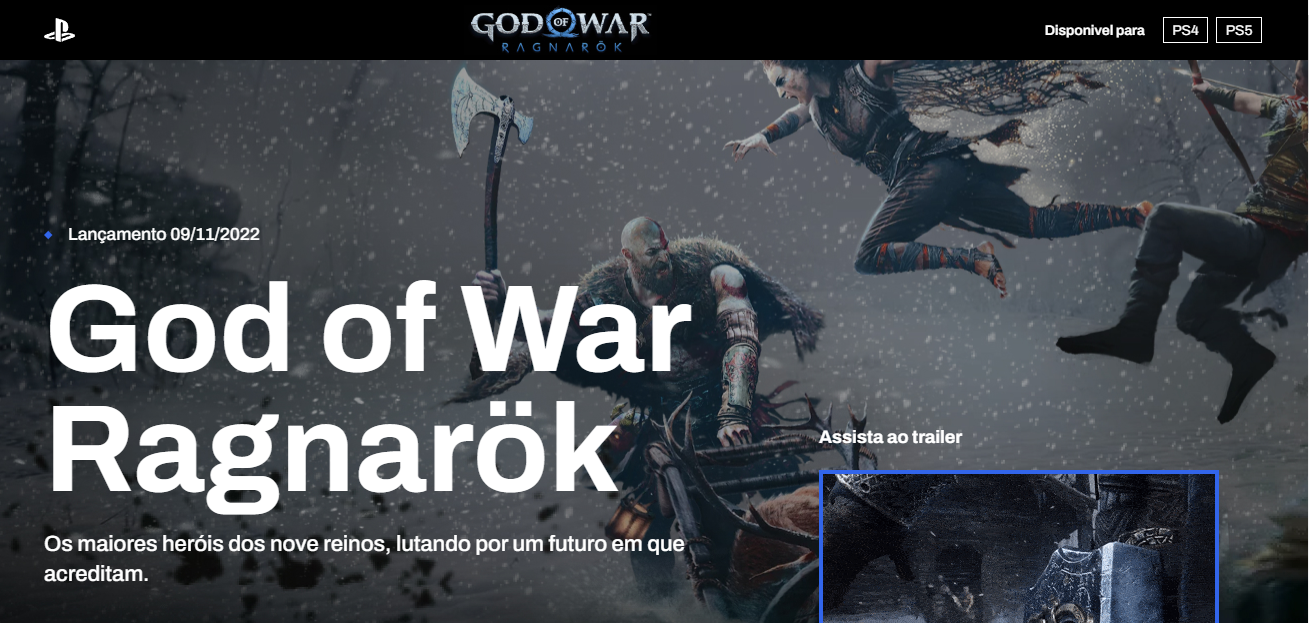 GOD OF WAR
RAGNARÖK
Disponivel para
PS4
PS5
Lançamento 09/11/2022
God of War
Ragnarök
Os maiores heróis dos nove reinos, lutando por um futuro em que
acreditam.
Assista ao trailer